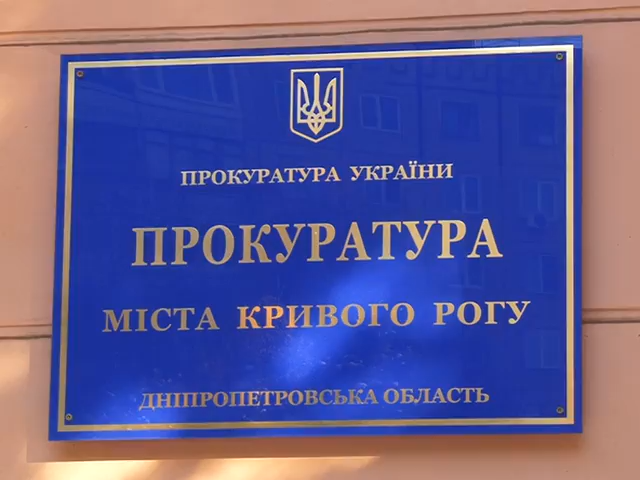 ПРОКУРАТУРА УКРАЇНИ
ПРОКУРАТУРА
МІСТА КРИВОГО РОГУ
ДНІПРОПЕТРОВСЬКА ОБЛАСТЬ